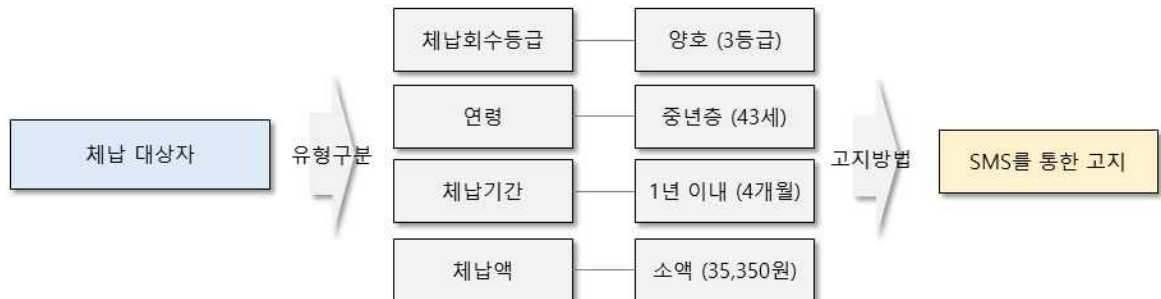 체납 대상자
유형구분
체납회수등급
양호 (3등급)
연령
중년층 (43세)
체납기간
1년 이내 (4개월)
체납액
소액 (35,350원)
고지방법
SMS를 통한 고지